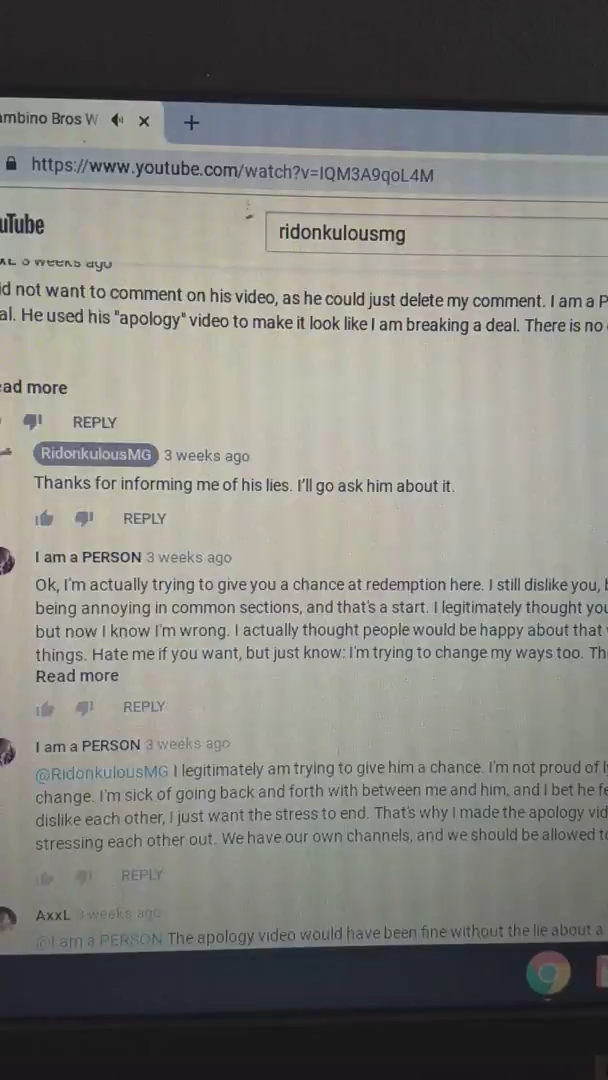 ambino Bros W
https://www.youtube.com/watch?v=IQM3A9qoL4M
uTube
ridonkulousmg
3 weeks ago
id not want to comment on his video, as he could just delete my comment. I am a P
al. He used his "apology" video to make it look like I am breaking a deal. There is no
ead more
REPLY
RidonkulousMG 3 weeks ago
Thanks for informing me of his lies. I'll go ask him about it.
REPLY
I am a PERSON 3 weeks ago
Ok, I'm actually trying to give you a chance at redemption here. I still dislike you,
being annoying in common sections, and that's a start. I legitimately thought you
but now I know I'm wrong. I actually thought people would be happy about that
things. Hate me if you want, but just know: I'm trying to change my ways too. Th
Read more
REPLY
I am a PERSON 3 weeks ago
@RidonkulousMG I legitimately am trying to give him a chance. I'm not proud of
change. I'm sick of going back and forth with between me and him, and I bet he fe
dislike each other, I just want the stress to end. That's why I made the apology vid
stressing each other out. We have our own channels, and we should be allowed to
REPLY
AxxL 3 weeks ago
@I am a PERSON The apology video would have been fine without the lie about a